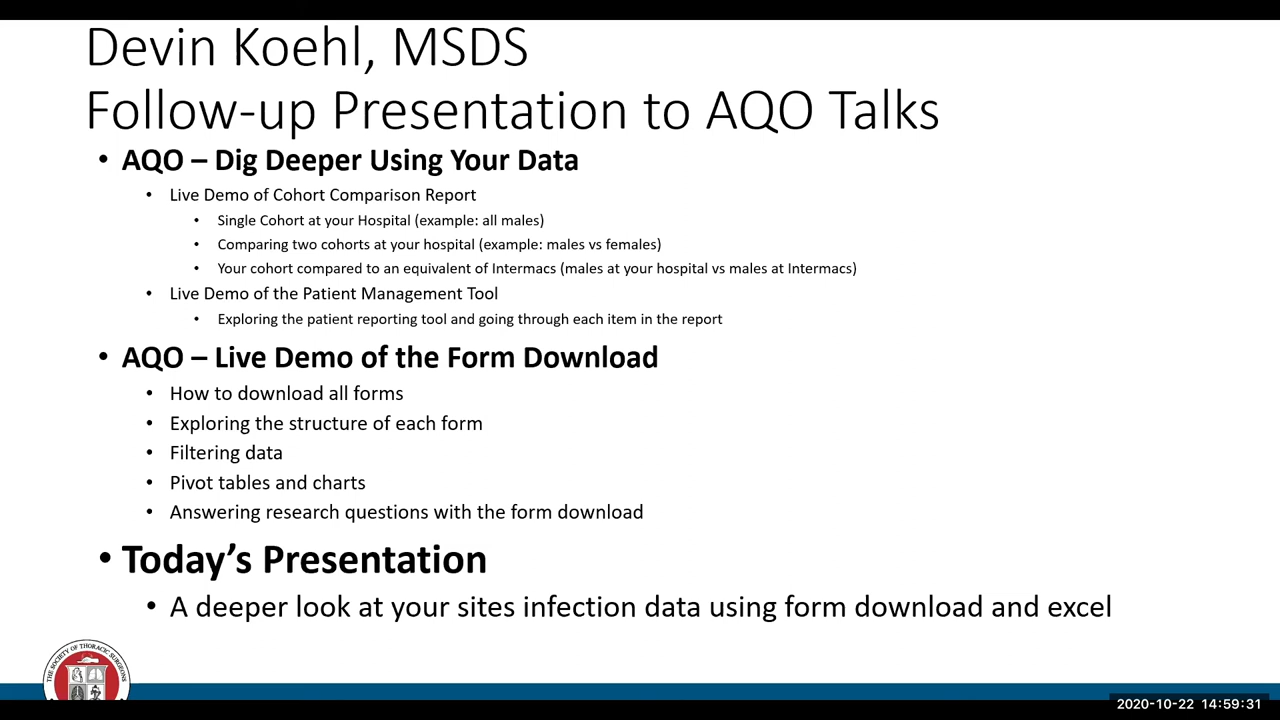 Devin Koehl, MSDS
Follow-up Presentation to AQO Talks
• AQO – Dig Deeper Using Your Data
• Live Demo of Cohort Comparison Report
• Single Cohort at your Hospital (example: all males)
• Comparing two cohorts at your hospital (example: males vs females)
• Your cohort compared to an equivalent of Intermacs (males at your hospital vs males at Intermacs)
• Live Demo of the Patient Management Tool
• Exploring the patient reporting tool and going through each item in the report
• AQO – Live Demo of the Form Download
• How to download all forms
• Exploring the structure of each form
• Filtering data
• Pivot tables and charts
• Answering research questions with the form download
• Today’s Presentation
• A deeper look at your sites infection data using form download and excel
THE SOCIETY OF THORACIC SURGEONS
2020-10-22 14:59:31